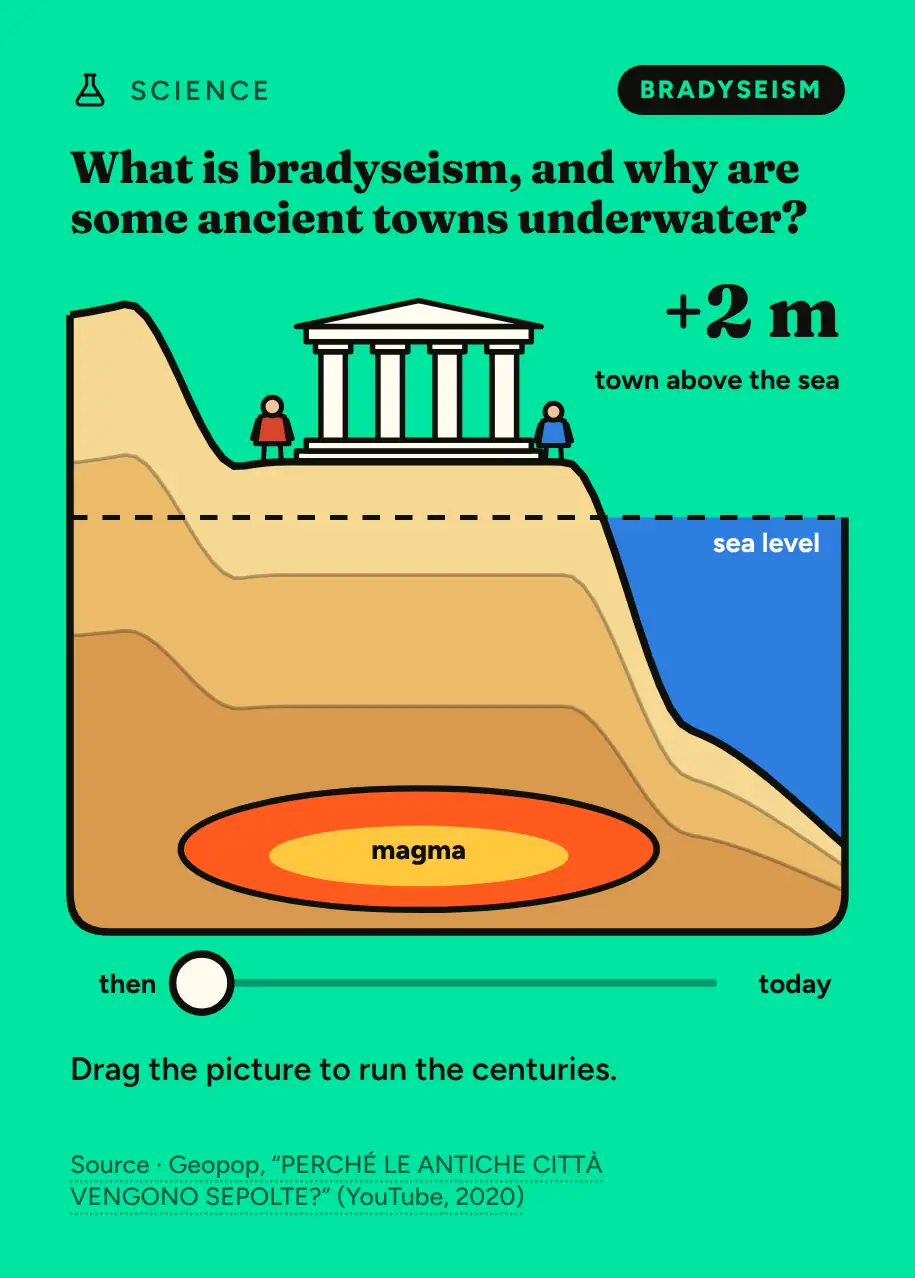 SCIENCE
BRADYSEISM
What is bradyseism, and why are
some ancient towns underwater?
+2 m
town above the sea
sea level
magma
then
today
Drag the picture to run the centuries.
Source · Geopop, “PERCHÉ LE ANTICHE CITTÀ
VENGONO SEPOLTE?” (YouTube, 2020)